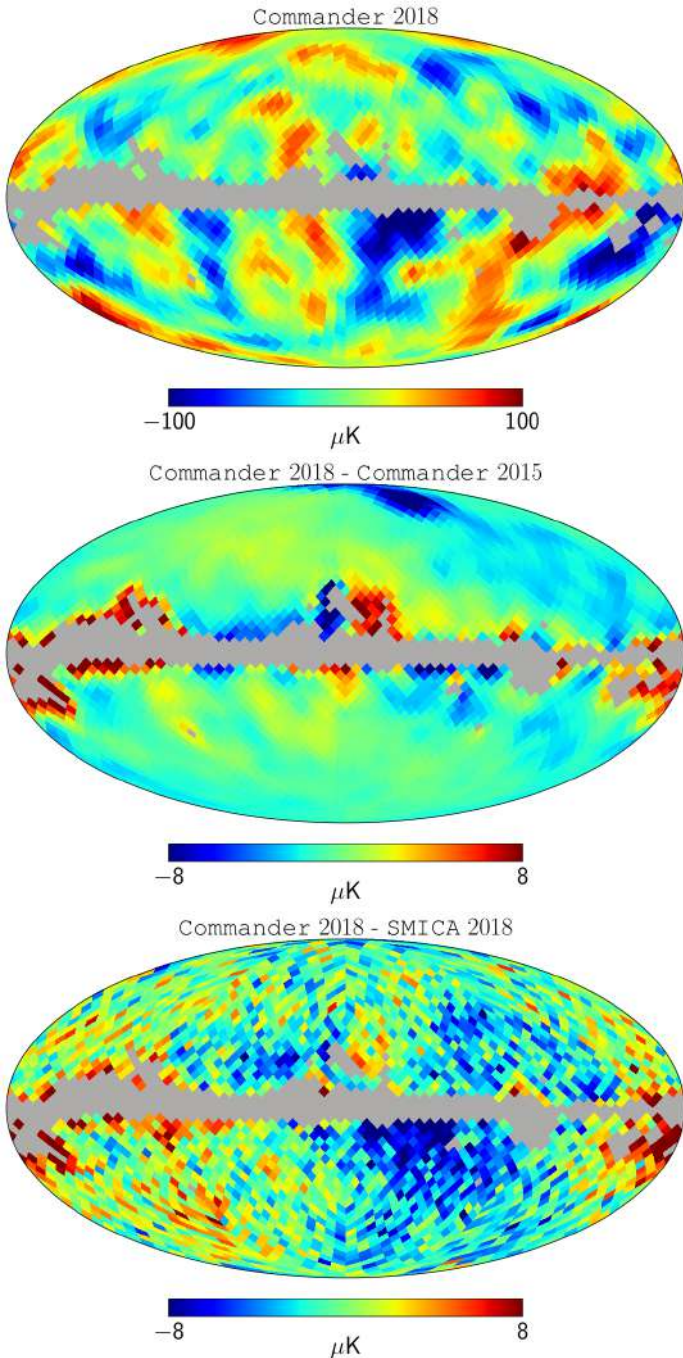 Commander 2018
−100 100
μK
Commander 2018 - Commander 2015
−8 8
μK
Commander 2018 - SMICA 2018
−8 8
μK